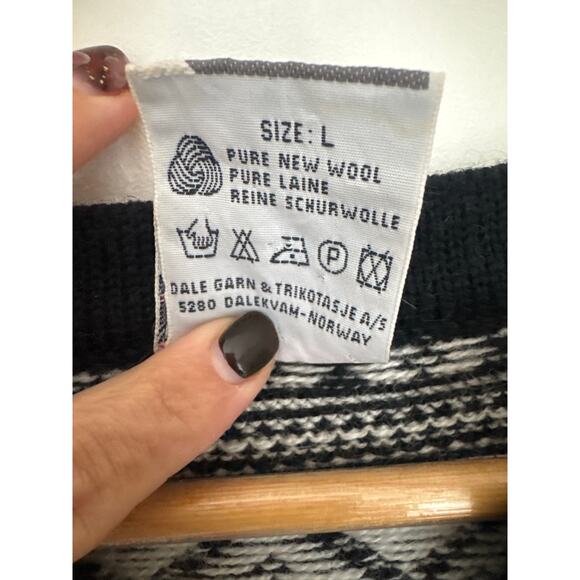 SIZE: L
PURE NEW WOOL
PURE LAINE
REINE SCHURWOLLE
P
DALE GARN & TRIKOTASJE A/S
5280 DALEKVAM-NORWAY